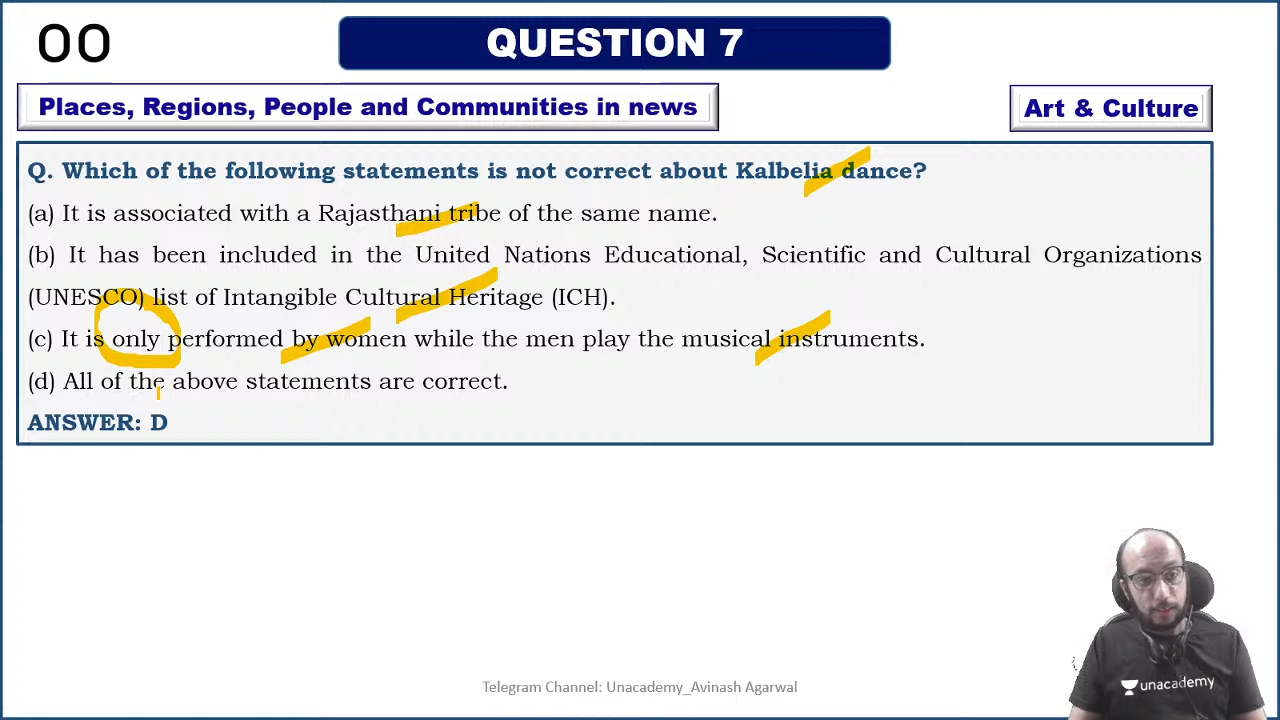 00
QUESTION 7
Places, Regions, People and Communities in news
Art & Culture
Q. Which of the following statements is not correct about Kalbelia dance?
(a) It is associated with a Rajasthani tribe of the same name.
(b) It has been included in the United Nations Educational, Scientific and Cultural Organizations
(UNESCO) list of Intangible Cultural Heritage (ICH).
(c) It is only performed by women while the men play the musical instruments.
(d) All of the above statements are correct.
ANSWER: D
unacademy
Telegram Channel: Unacademy_Avinash Agarwal